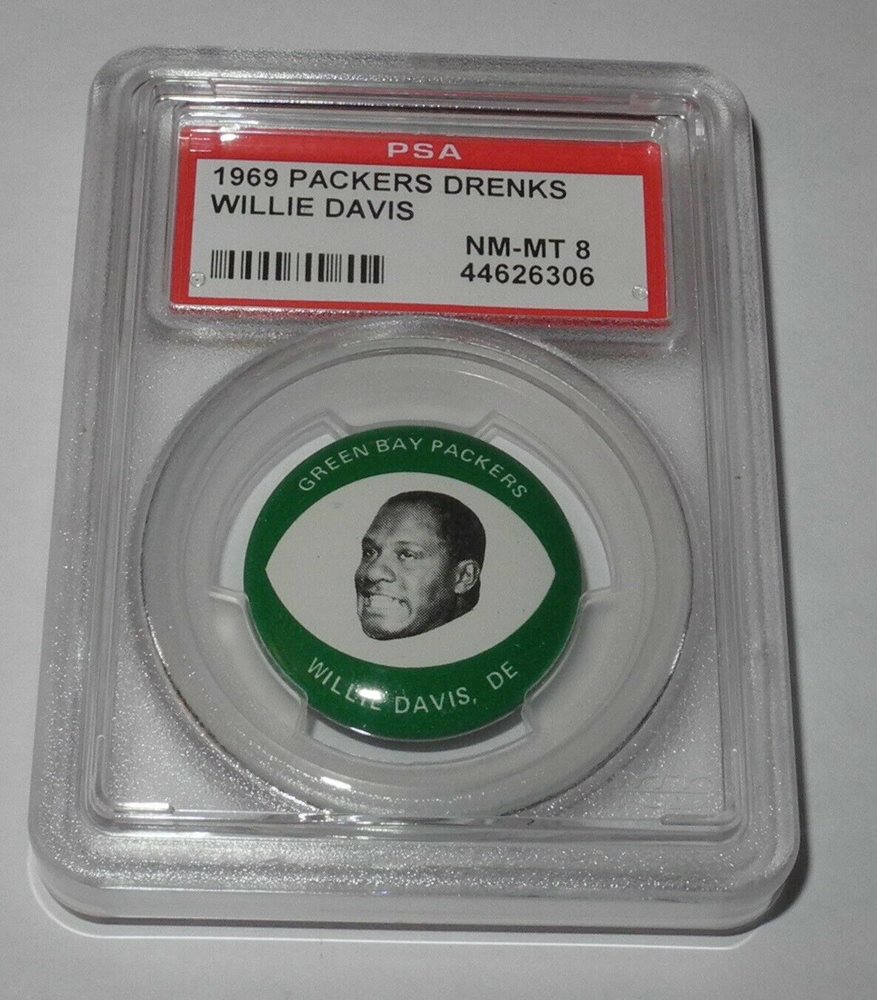 PSA
1969 PACKERS DRENKS
WILLIE DAVIS
NM-MT 8
44626306
GREEN BAY PACKERS
WILLIE DAVIS, DE